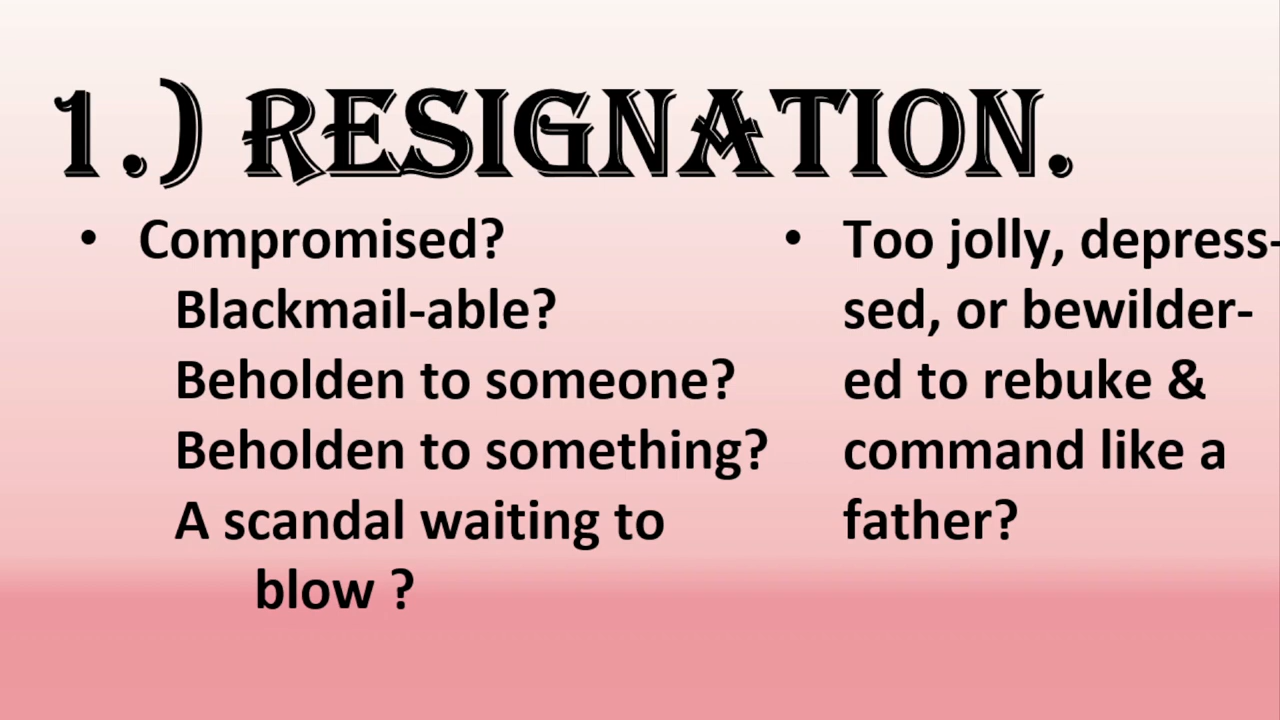 1.) RESIGNATION.
• Compromised?
Blackmail-able?
Beholden to someone?
Beholden to something?
A scandal waiting to
blow ?
• Too jolly, depress-
sed, or bewilder-
ed to rebuke &
command like a
father?